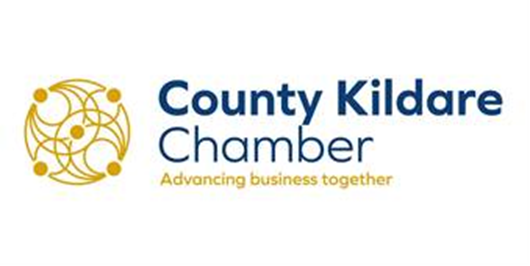 County Kildare
Chamber
Advancing business together